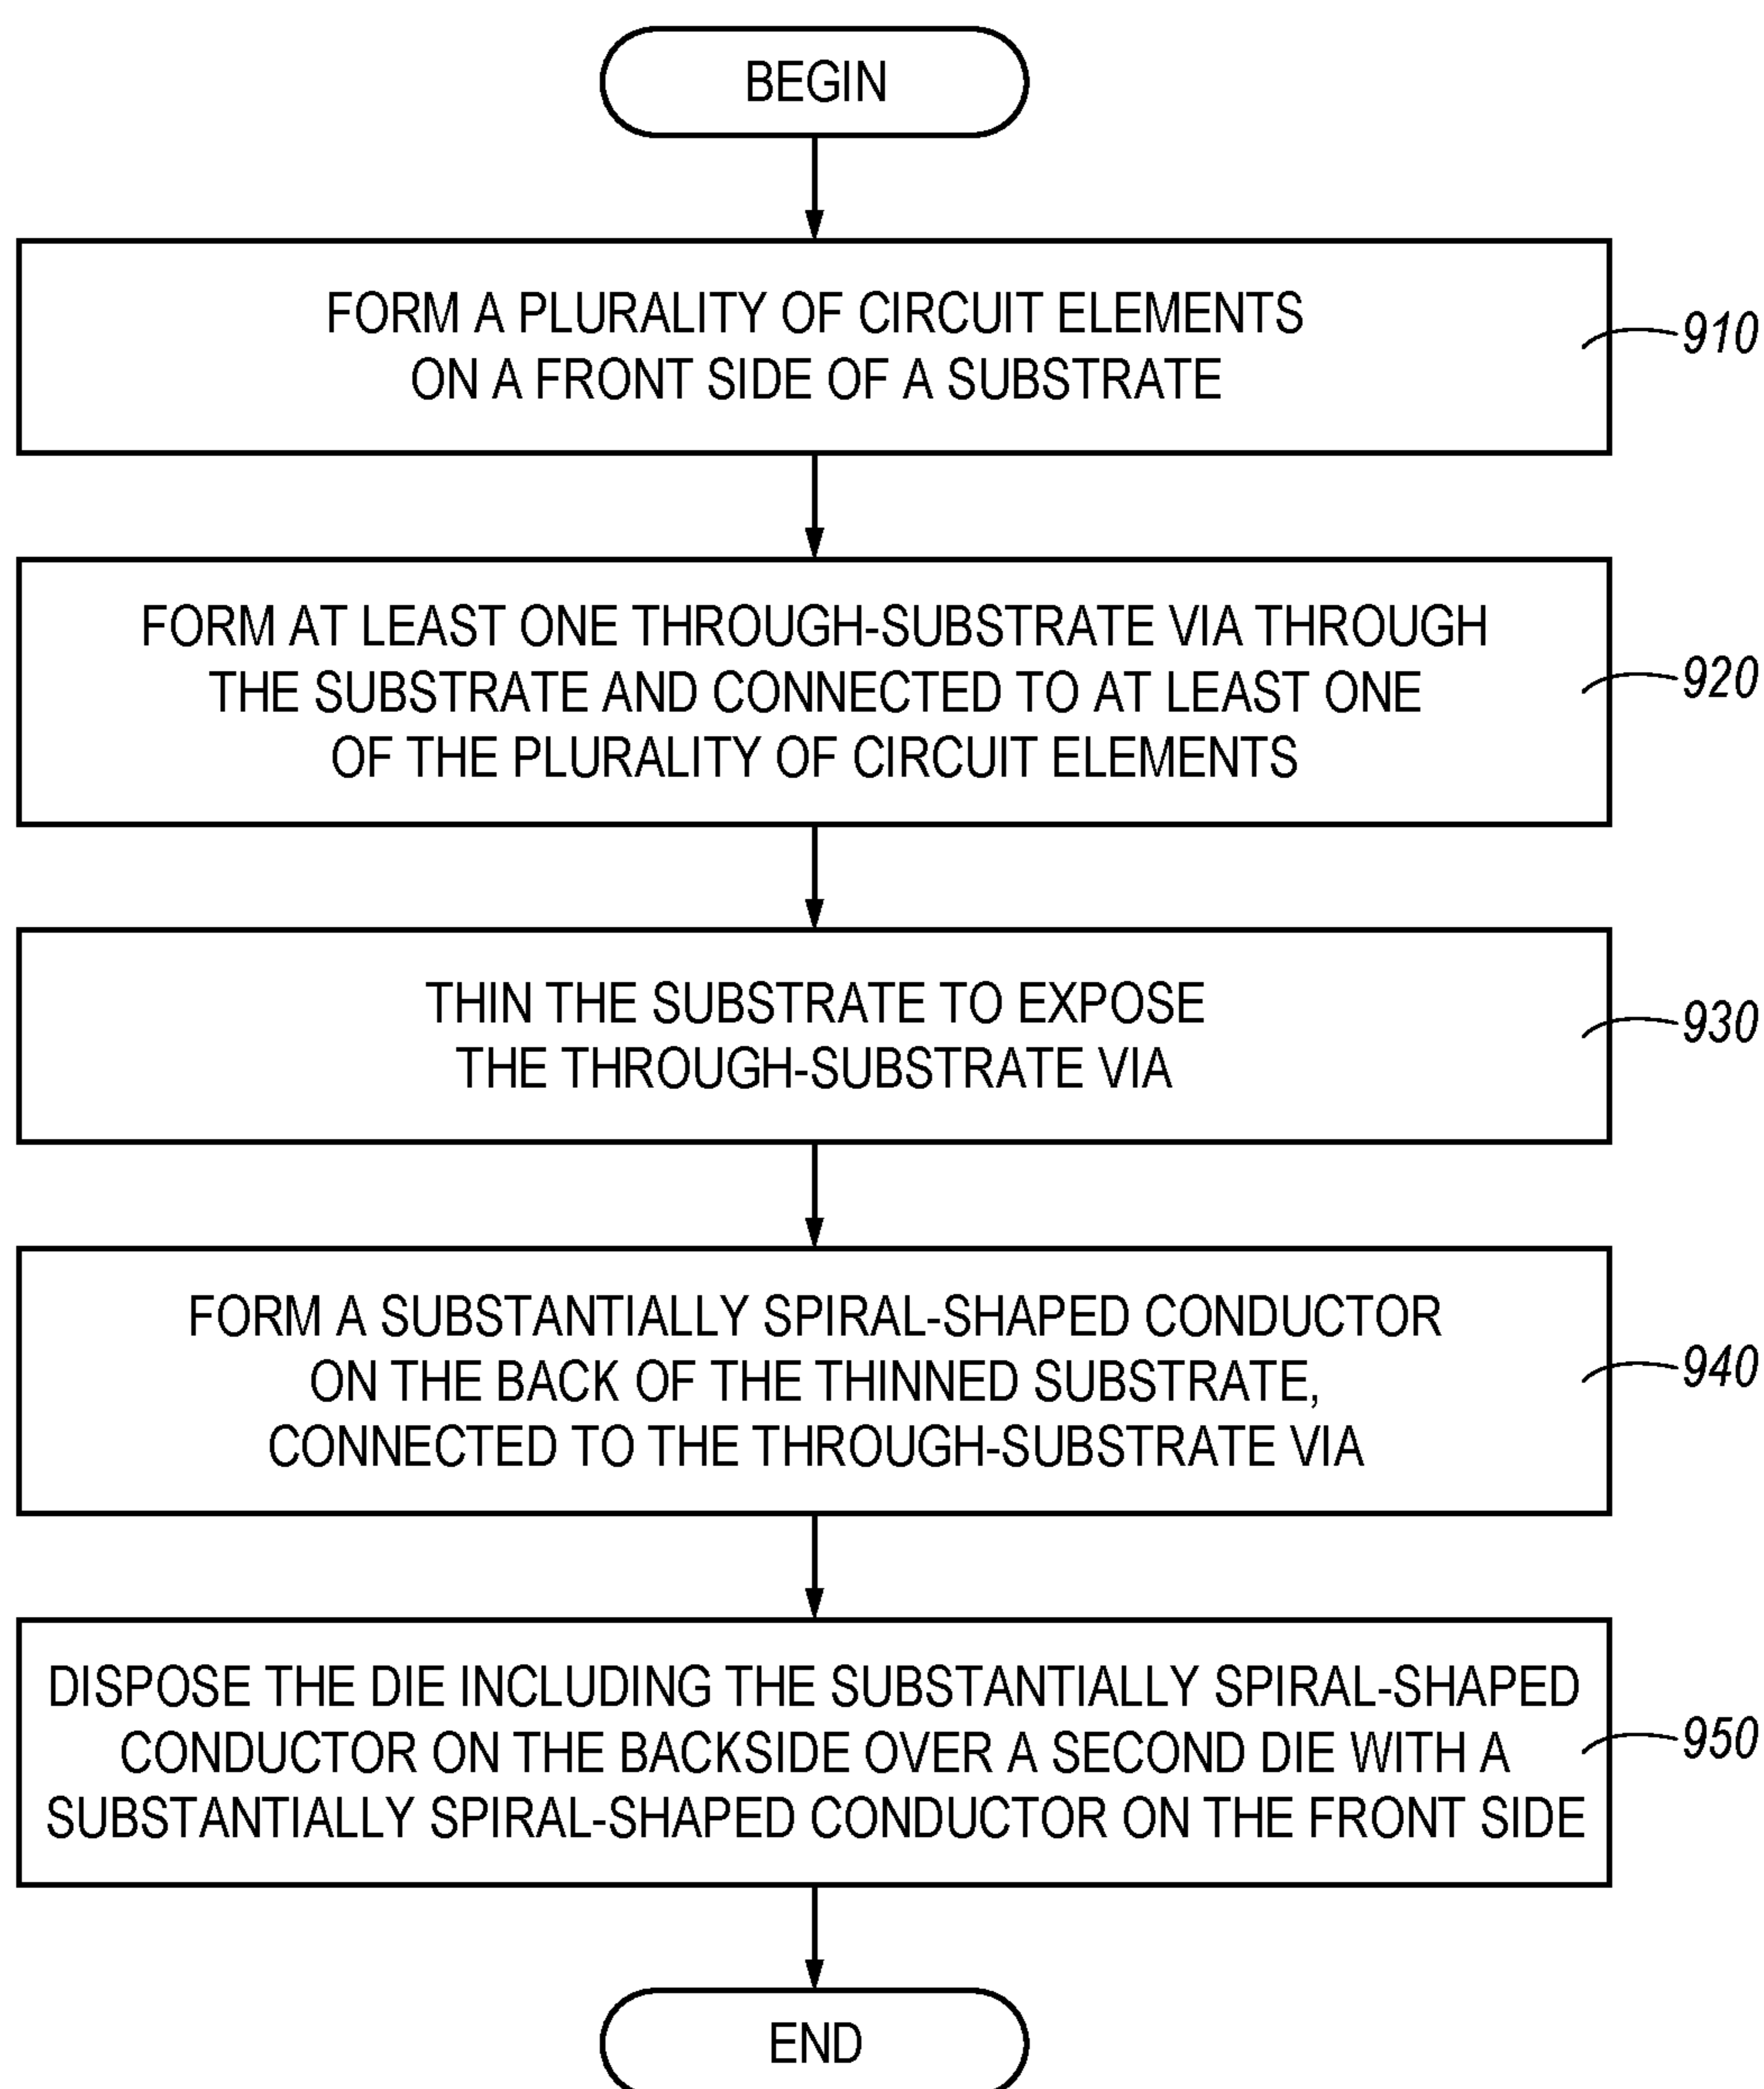 BEGIN
FORM A PLURALITY OF CIRCUIT ELEMENTS
ON A FRONT SIDE OF A SUBSTRATE
910
FORM AT LEAST ONE THROUGH-SUBSTRATE VIA THROUGH
THE SUBSTRATE AND CONNECTED TO AT LEAST ONE
OF THE PLURALITY OF CIRCUIT ELEMENTS
920
THIN THE SUBSTRATE TO EXPOSE
THE THROUGH-SUBSTRATE VIA
930
FORM A SUBSTANTIALLY SPIRAL-SHAPED CONDUCTOR
ON THE BACK OF THE THINNED SUBSTRATE,
CONNECTED TO THE THROUGH-SUBSTRATE VIA
940
DISPOSE THE DIE INCLUDING THE SUBSTANTIALLY SPIRAL-SHAPED
CONDUCTOR ON THE BACKSIDE OVER A SECOND DIE WITH A
SUBSTANTIALLY SPIRAL-SHAPED CONDUCTOR ON THE FRONT SIDE
950
END